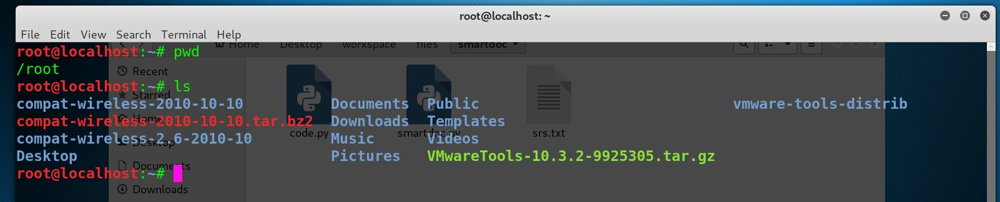 root@localhost: ~
File Edit View Search Terminal Help
root@localhost:~# pwd
/root
root@localhost:~# ls
compat-wireless-2010-10-10 Documents Public vmware-tools-distrib
compat-wireless-2010-10-10.tar.bz2 Downloads Templates
compat-wireless-2.6-2010-10 Music Videos
Desktop Pictures VMwareTools-10.3.2-9925305.tar.gz
root@localhost:~#
Home Desktop workspace files smartdoc
Recent
Starred
Home
Desktop
Documents
Downloads
code.py smartdoc.py srs.txt